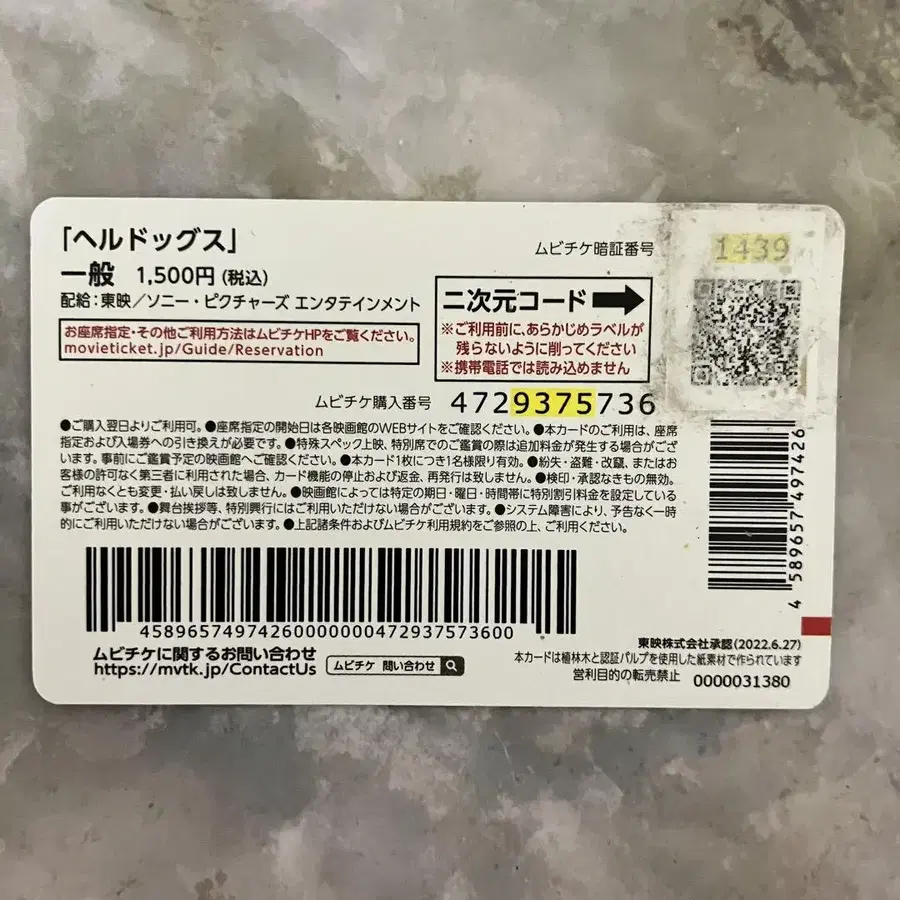 「ヘルドッグス」
一般 1,500円(税込)
配給:東映/ソニー・ピクチャーズ エンタテインメント
お座席指定・その他ご利用方法はムビチケHPをご覧ください。
movieticket.jp/Guide/Reservation
ムビチケ暗証番号 1439
二次元コード
※ご利用前に、あらかじめラベルが
残らないように削ってください
※携帯電話では読み込めません
ムビチケ購入番号 4729375736
●ご購入翌日よりご利用可。●座席指定の開始日は各映画館のWEBサイトをご確認ください。●本カードのご利用は、座席
指定および入場券への引き換えが必要です。●特殊スペック上映、特別席でのご鑑賞の際は追加料金が発生する場合がござ
います。事前にご鑑賞予定の映画館へご確認ください。●本カード1枚につき1名様限り有効。●紛失・盗難・改竄、またはお
客様の許可なく第三者に利用された場合、カード機能の停止および返金、再発行は致しません。●検印・承認なきもの無効。
ご利用なくとも変更・払い戻しは致しません。●映画館によっては特定の期日・曜日・時間帯に特別割引料金を設定している
事がございます。●舞台挨拶等、特別興行にはご利用いただけない場合がございます。●システム障害により、予告なく一時
的にご利用いただけない場合がございます。●上記諸条件およびムビチケ利用規約をご参照の上、ご利用ください。
45896574974260000000472937573600
4 589657 497426
ムビチケに関するお問い合わせ
https://mvtk.jp/ContactUs
ムビチケ 問い合わせ
東映株式会社承認(2022.6.27)
本カードは植林木と認証パルプを使用した紙素材で作られています
営利目的の転売禁止 0000031380